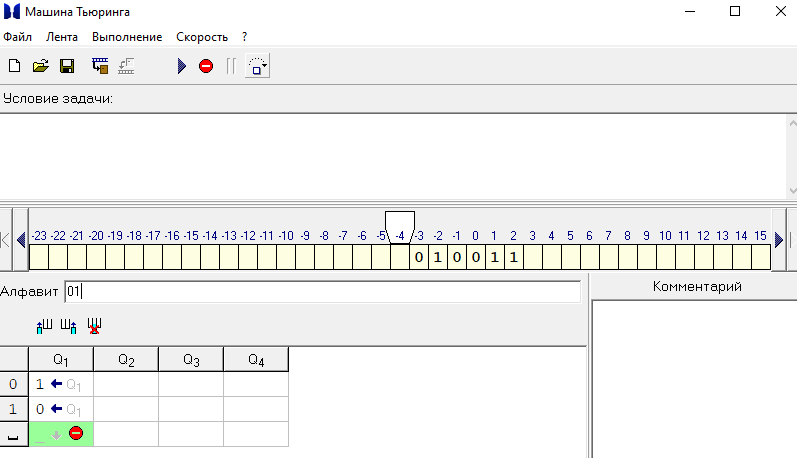 Машина Тьюринга
Файл Лента Выполнение Скорость ?
Условие задачи:
-23 -22 -21 -20 -19 -18 -17 -16 -15 -14 -13 -12 -11 -10 -9 -8 -7 -6 -5 -4 -3 -2 -1 0 1 2 3 4 5 6 7 8 9 10 11 12 13 14 15
0 1 0 0 1 1
Алфавит 01
Комментарий
Q1 Q2 Q3 Q4
0 1 ← Q1
1 0 ← Q1
_ ↓